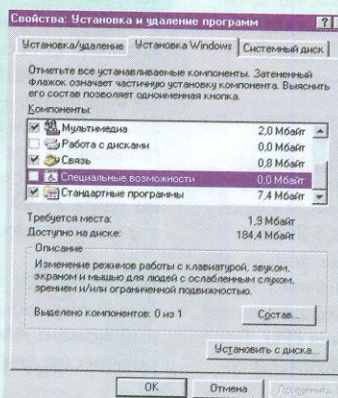 Свойства: Установка и удаление программ
Установка/удаление Установка Windows Системный диск
Отметьте все устанавливаемые компоненты. Затененный
флажок означает частичную установку компонента. Выяснить
его состав позволяет одноименная кнопка.
Компоненты:
Мультимедиа 2,0 Мбайт
Работа с дисками 0,0 Мбайт
Связь 0,8 Мбайт
Специальные возможности 0,0 Мбайт
Стандартные программы 7,4 Мбайт
Требуется места: 1,9 Мбайт
Доступно на диске: 184,4 Мбайт
Описание
Изменение режимов работы с клавиатурой, звуком,
экраном и мышью для людей с ослабленным слухом,
зрением и/или ограниченной подвижностью.
Выделено компонентов: 0 из 1 Состав...
Установить с диска...
OK Отмена Применить